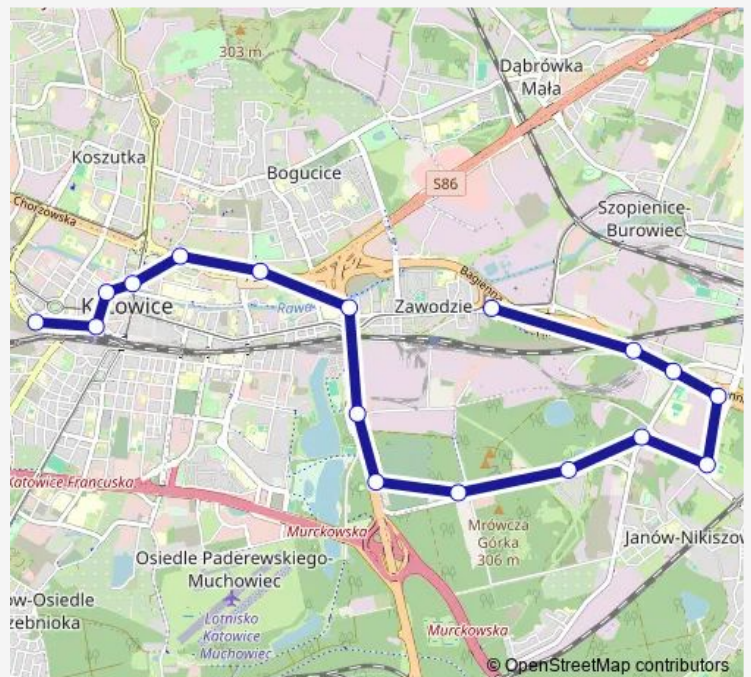 303 m
Dąbrówka
Mała
Koszutka
Bogucice
S86
Chorzowska
Szopienice-
Burowiec
Bagienna
Katowice
Rawa
Zawodzie
Katowice Francuska
Murckowska
Mrówcza
Górka
306 m
Janów-Nikiszow
Osiedle Paderewskiego-
Muchowiec
ów-Osiedle
zebnioka
Lotnisko
Katowice
- Muchowiec
Murckowska
© OpenStreetMap contributors